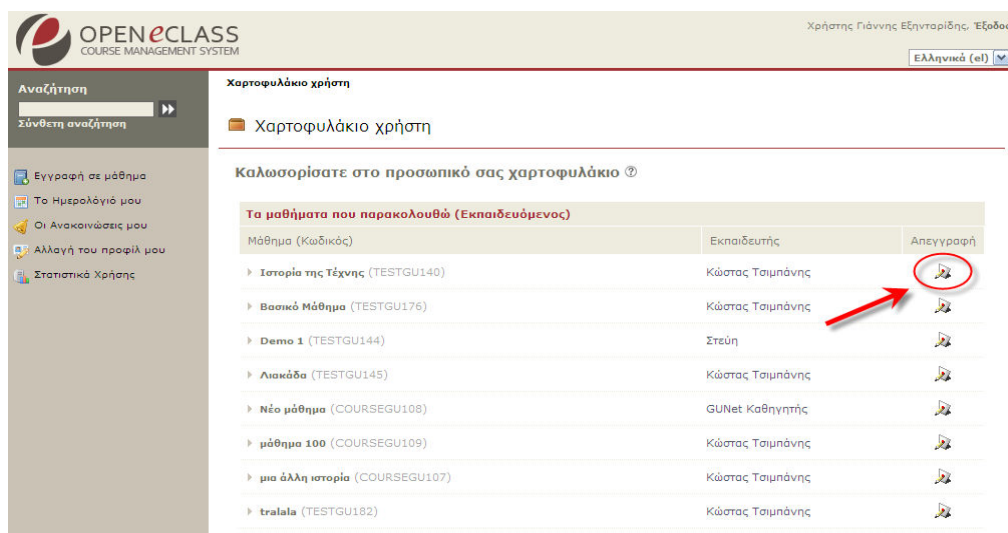 OPEN eCLASS
COURSE MANAGEMENT SYSTEM
Χρήστης Γιάννης Εξηνταρίδης, Έξοδος
Ελληνικά (el)
Αναζήτηση
Σύνθετη αναζήτηση
Χαρτοφυλάκιο χρήστη
Χαρτοφυλάκιο χρήστη
Εγγραφή σε μάθημα
Το Ημερολόγιό μου
Οι Ανακοινώσεις μου
Αλλαγή του προφίλ μου
Στατιστικά Χρήσης
Καλωσορίσατε στο προσωπικό σας χαρτοφυλάκιο
Τα μαθήματα που παρακολουθώ (Εκπαιδευόμενος)
Μάθημα (Κωδικός) Εκπαιδευτής Απεγγραφή
Ιστορία της Τέχνης (TESTGU140) Κώστας Τσιμπάνης
Βασικό Μάθημα (TESTGU176) Κώστας Τσιμπάνης
Demo 1 (TESTGU144) Στεύη
Λιακάδα (TESTGU145) Κώστας Τσιμπάνης
Νέο μάθημα (COURSEGU108) GUNet Καθηγητής
μάθημα 100 (COURSEGU109) Κώστας Τσιμπάνης
μια άλλη ιστορία (COURSEGU107) Κώστας Τσιμπάνης
tralala (TESTGU182) Κώστας Τσιμπάνης